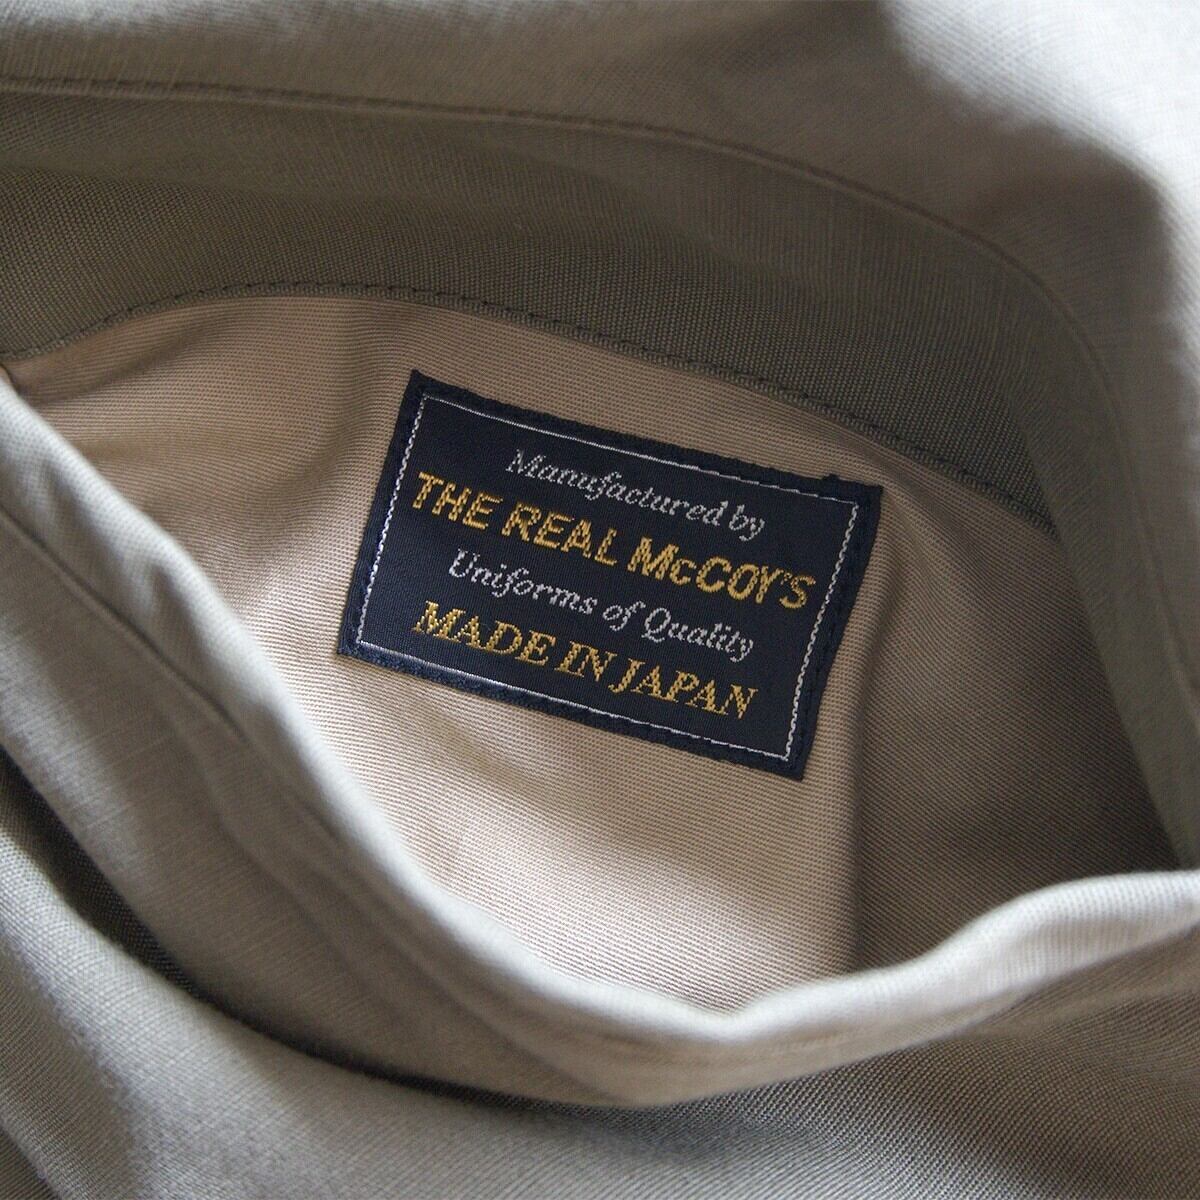 Manufactured by
THE REAL McCOY'S
Uniforms of Quality
MADE IN JAPAN